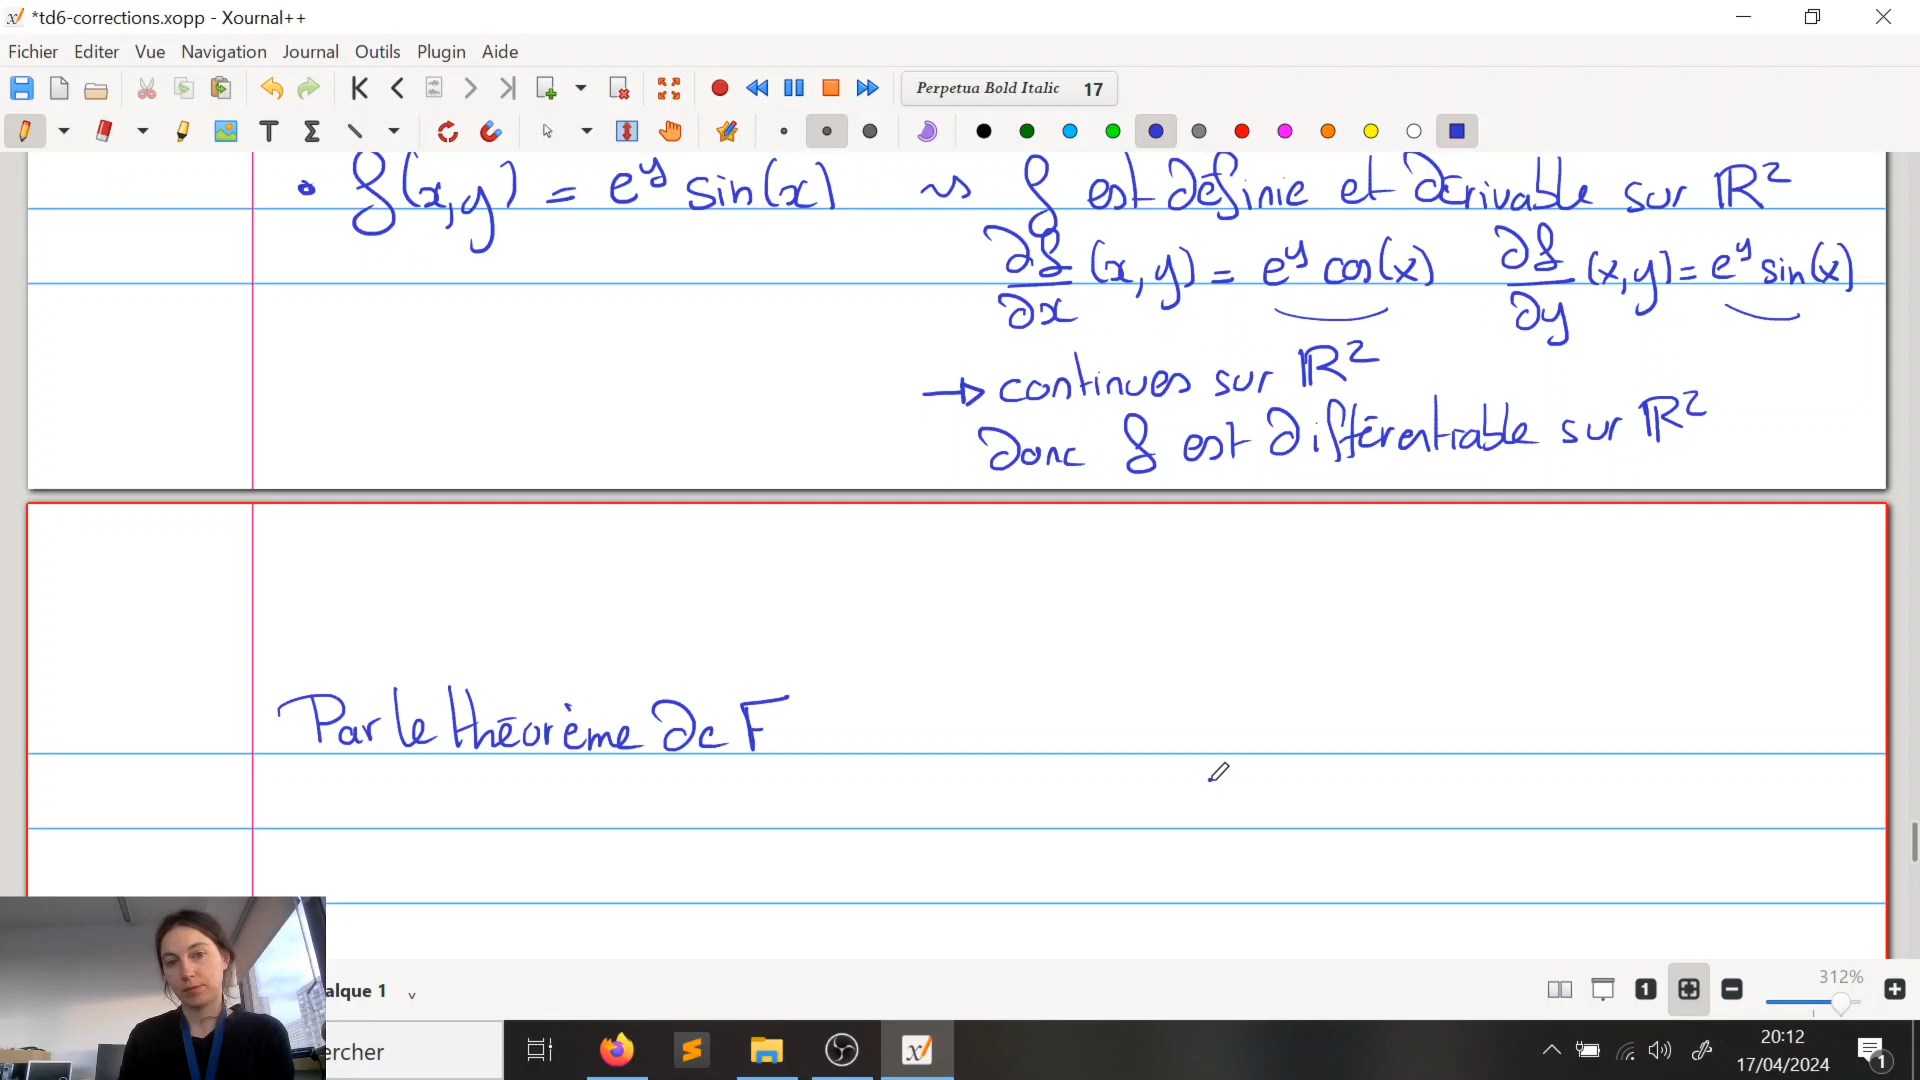 *td6-corrections.xopp - Xournal++
Fichier Editer Vue Navigation Journal Outils Plugin Aide
Perpetua Bold Italic 17
• f(x,y) = e^y sin(x) ⇝ f est définie et dérivable sur ℝ²
∂f/∂x (x,y) = e^y cos(x) ∂f/∂y (x,y) = e^y sin(x)
→ continues sur ℝ²
Donc f est différentiable sur ℝ²
Par le théorème de F
alque 1
312%
ercher
20:12
17/04/2024
1